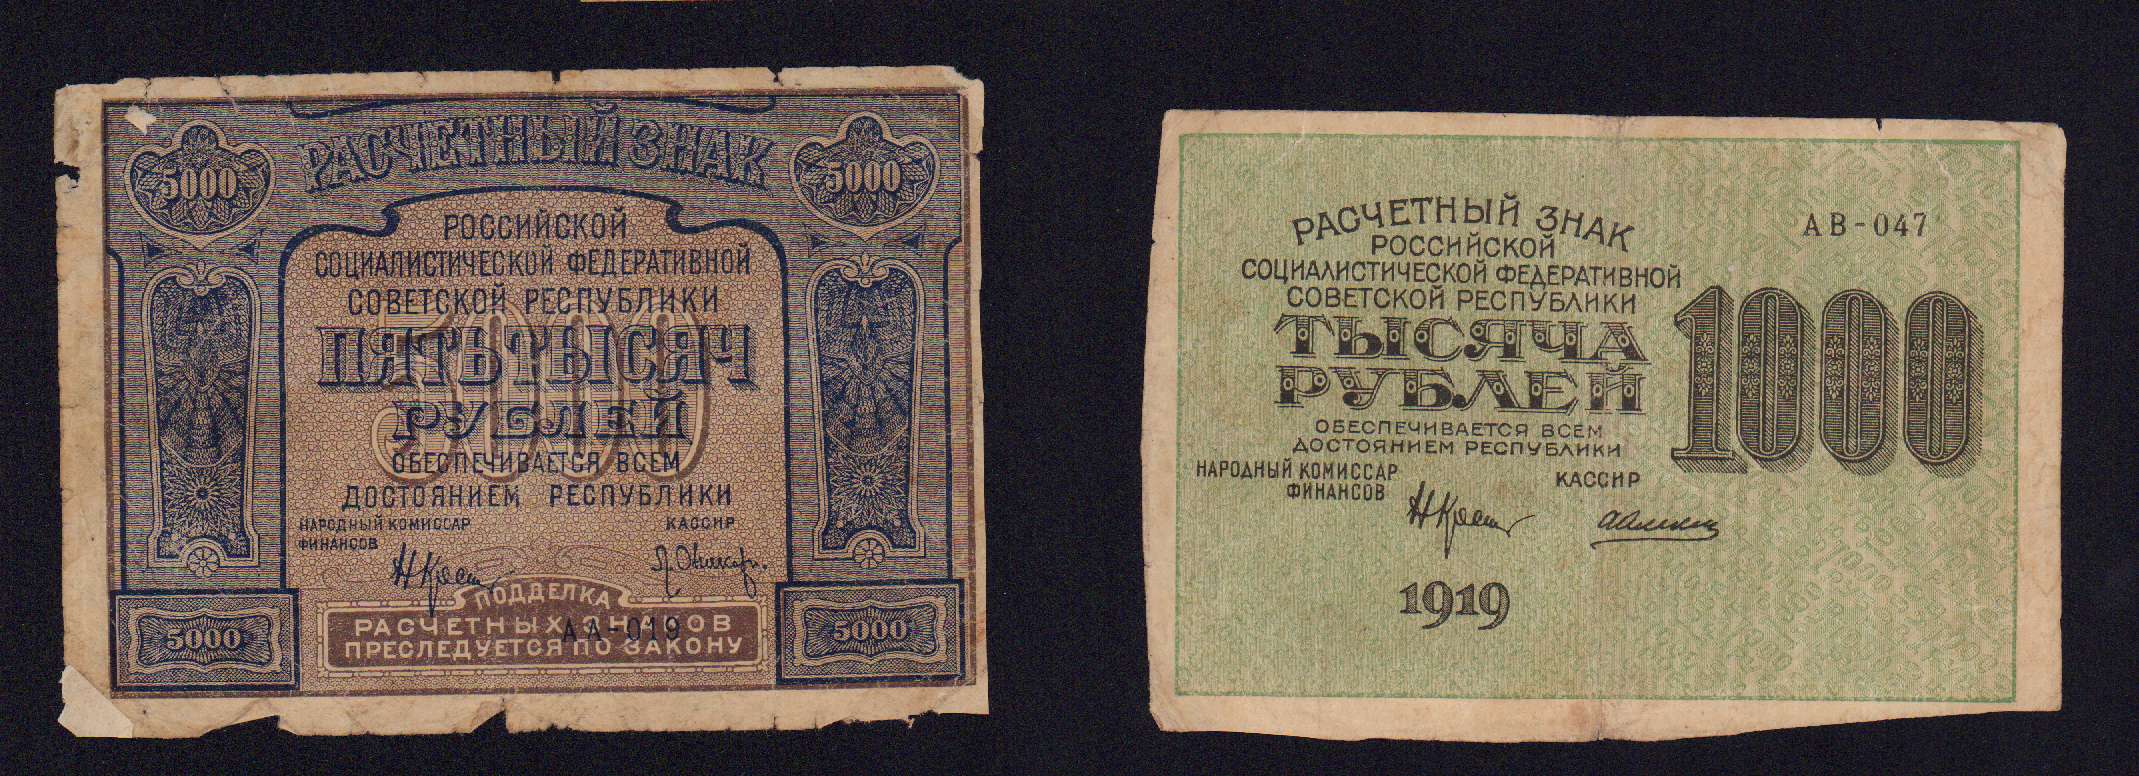 РАСЧЕТНЫЙ ЗНАК
5000 5000
РОССИЙСКОЙ
СОЦИАЛИСТИЧЕСКОЙ ФЕДЕРАТИВНОЙ
СОВЕТСКОЙ РЕСПУБЛИКИ
5000
ПЯТЬ ТЫСЯЧ
РУБЛЕЙ
ОБЕСПЕЧИВАЕТСЯ ВСЕМ
ДОСТОЯНИЕМ РЕСПУБЛИКИ
НАРОДНЫЙ КОМИССАР
ФИНАНСОВ
КАССИР
ПОДДЕЛКА
РАСЧЕТНЫХ ЗНАКОВ
ПРЕСЛЕДУЕТСЯ ПО ЗАКОНУ
АА-019
5000 5000
РАСЧЕТНЫЙ ЗНАК
РОССИЙСКОЙ
СОЦИАЛИСТИЧЕСКОЙ ФЕДЕРАТИВНОЙ
СОВЕТСКОЙ РЕСПУБЛИКИ
ТЫСЯЧА
РУБЛЕЙ
ОБЕСПЕЧИВАЕТСЯ ВСЕМ
ДОСТОЯНИЕМ РЕСПУБЛИКИ
НАРОДНЫЙ КОМИССАР
ФИНАНСОВ
КАССИР
1919
АВ-047
1000